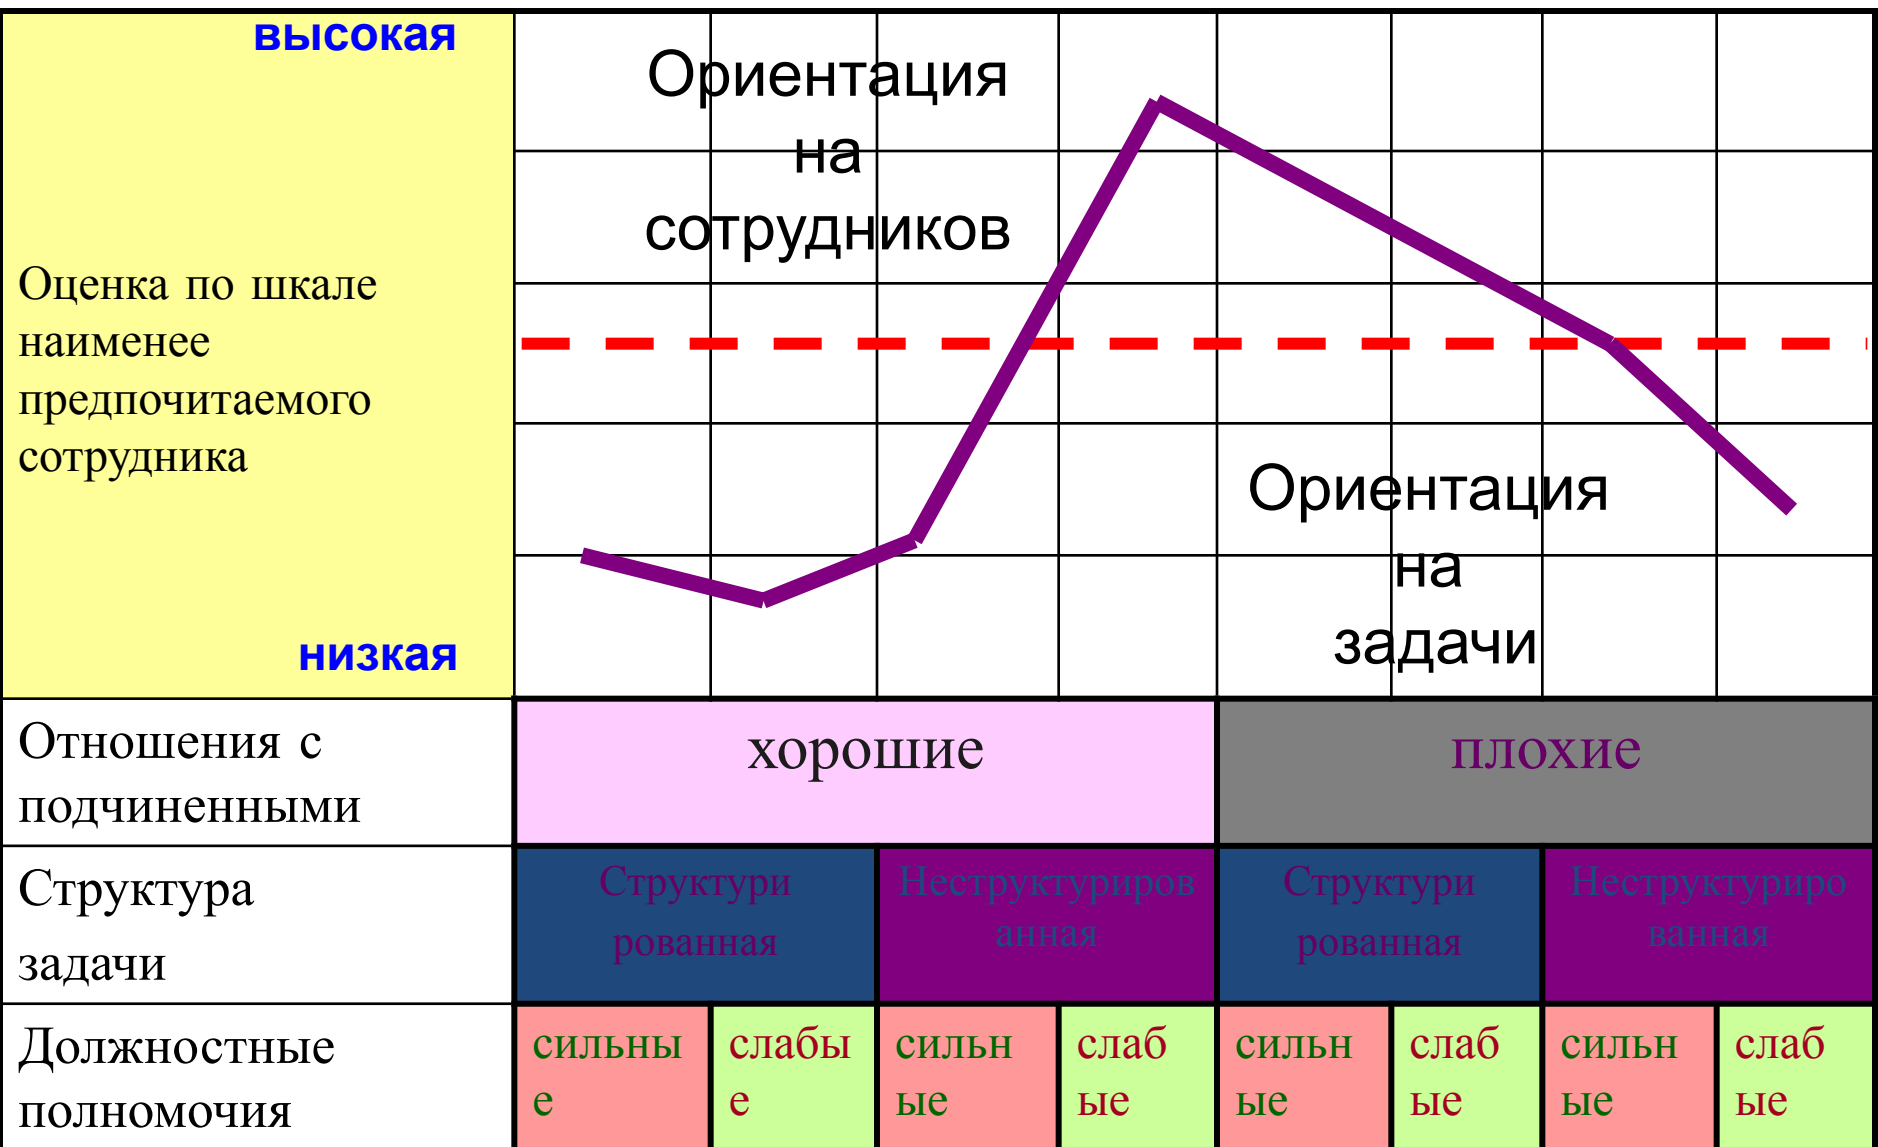 высокая
Ориентация
на
сотрудников
Оценка по шкале
наименее
предпочитаемого
сотрудника
Ориентация
на
задачи
низкая
Отношения с
подчиненными
хорошие
плохие
Структура
задачи
Структури
рованная
Неструктуриров
анная
Структури
рованная
Неструктуриро
ванная
Должностные
полномочия
сильны
е
слабы
е
сильн
ые
слаб
ые
сильн
ые
слаб
ые
сильн
ые
слаб
ые